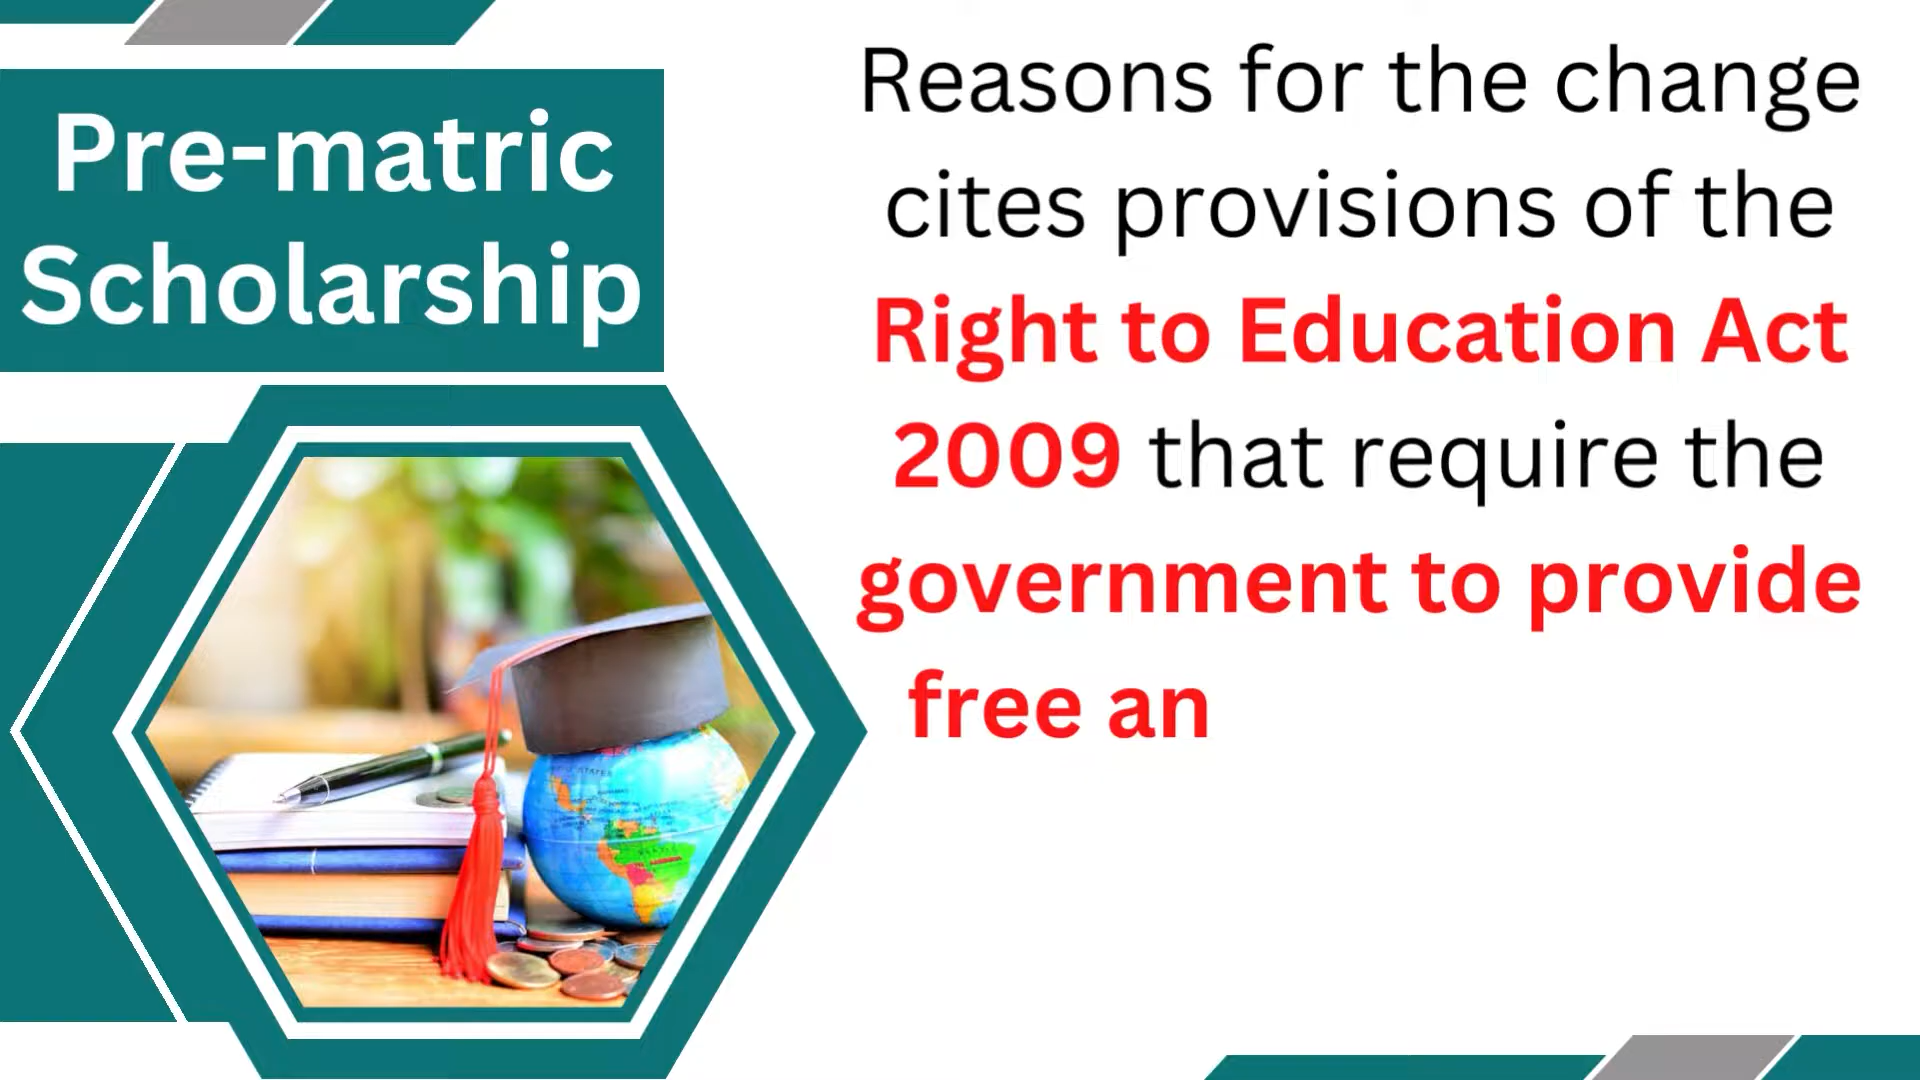 Pre-matric
Scholarship
Reasons for the change
cites provisions of the
Right to Education Act
2009 that require the
government to provide
free an